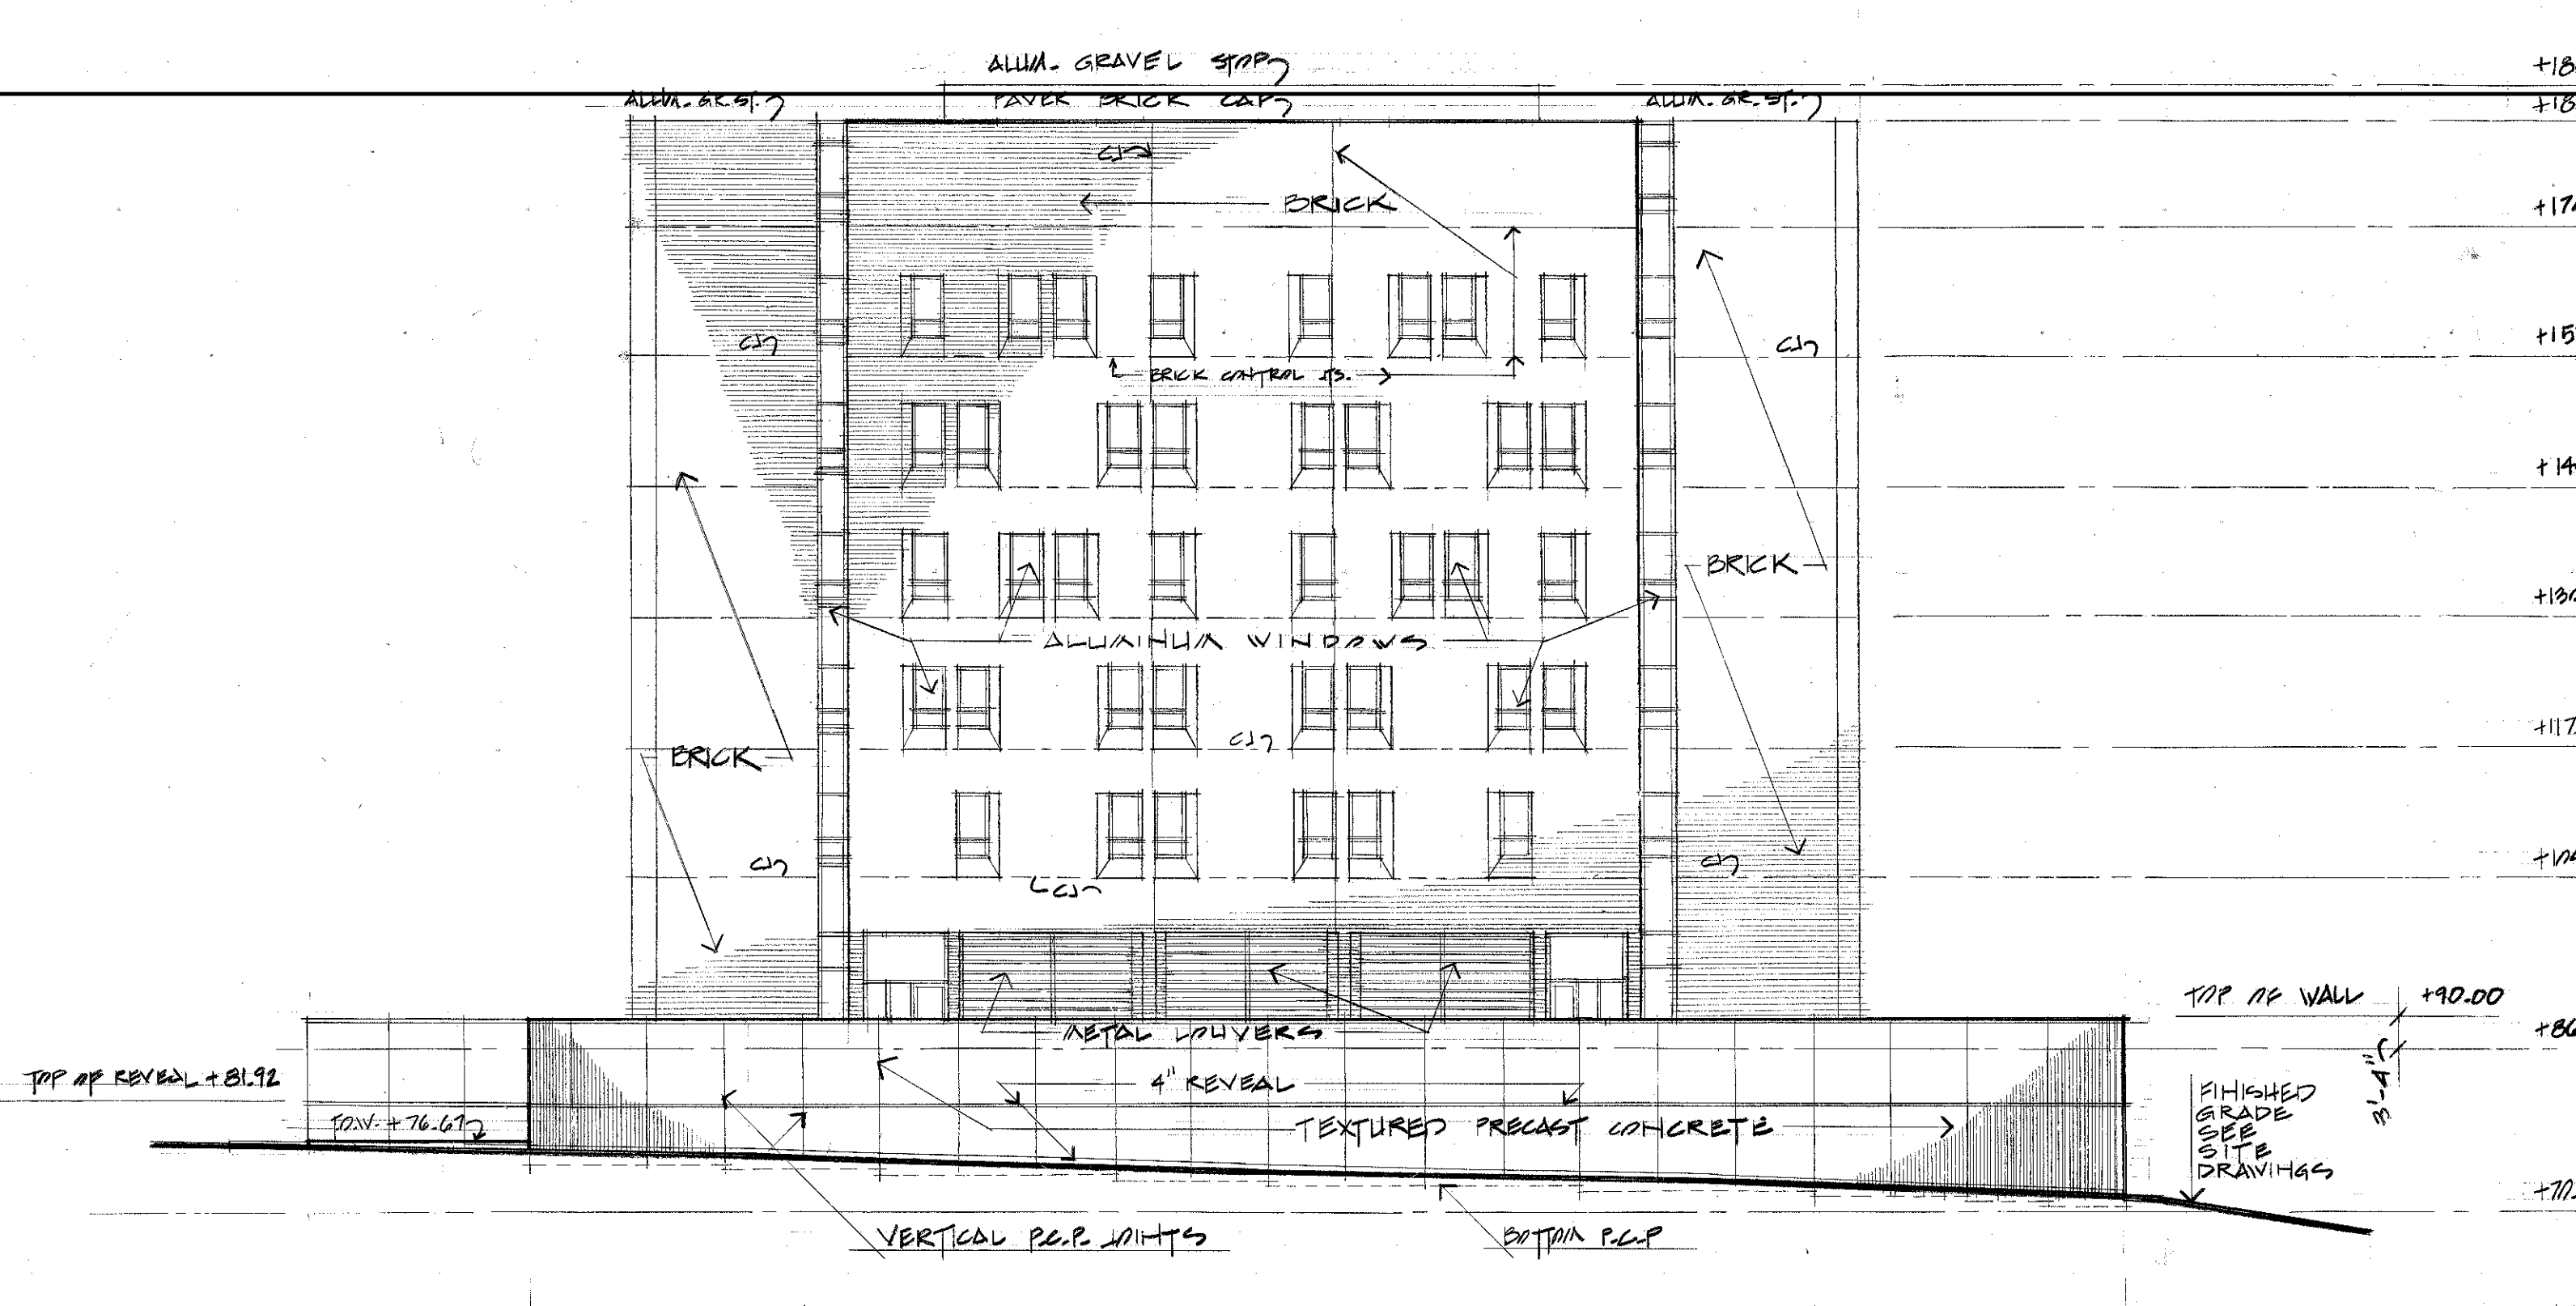 ALUM. GRAVEL STOP
+18
ALUM. GR. ST.
PAVER BRICK CAP
ALUM. GR. ST.
+18
CJ
BRICK
+17
CJ
CJ
+15
BRICK CONTROL JTS.
+14
BRICK
+130
ALUMINUM WINDOWS
+117
CJ
BRICK
CJ
CJ
CJ
TOP OF WALL +90.00
METAL LOUVERS
+86
3'-4"
TOP OF REVEAL +81.92
4" REVEAL
FINISHED
GRADE
SEE
SITE
DRAWINGS
T.O.W. +76.67
TEXTURED PRECAST CONCRETE
+70.
VERTICAL P.C.P. JOINTS
BOTTOM P.C.P